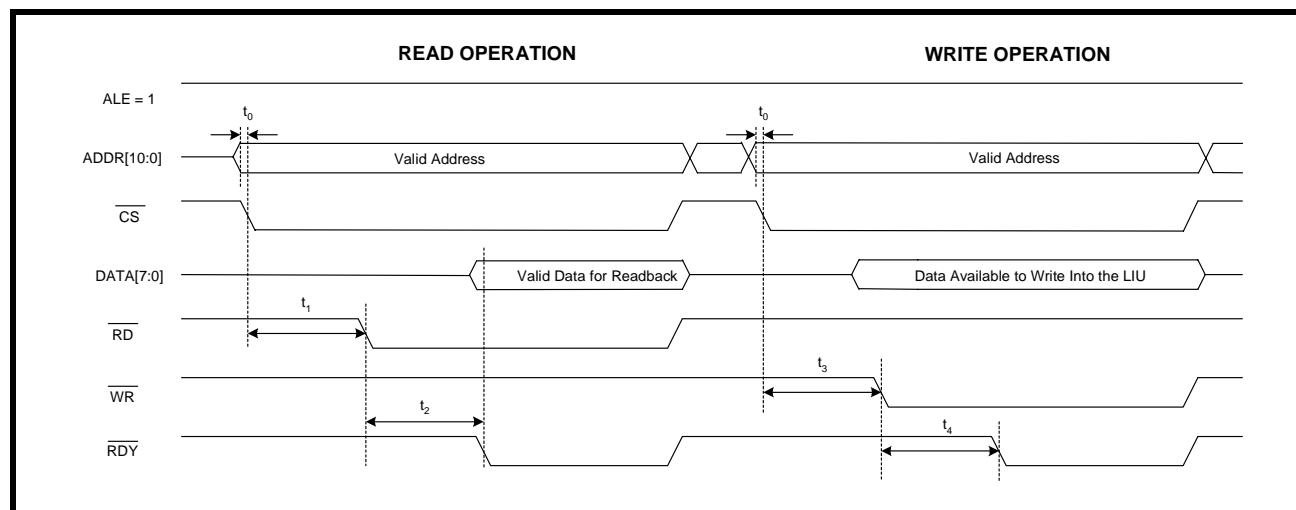 READ OPERATION WRITE OPERATION
ALE = 1
t0 t0
ADDR[10:0] Valid Address Valid Address
CS
DATA[7:0] Valid Data for Readback Data Available to Write Into the LIU
t1
RD
t3
WR
t2 t4
RDY